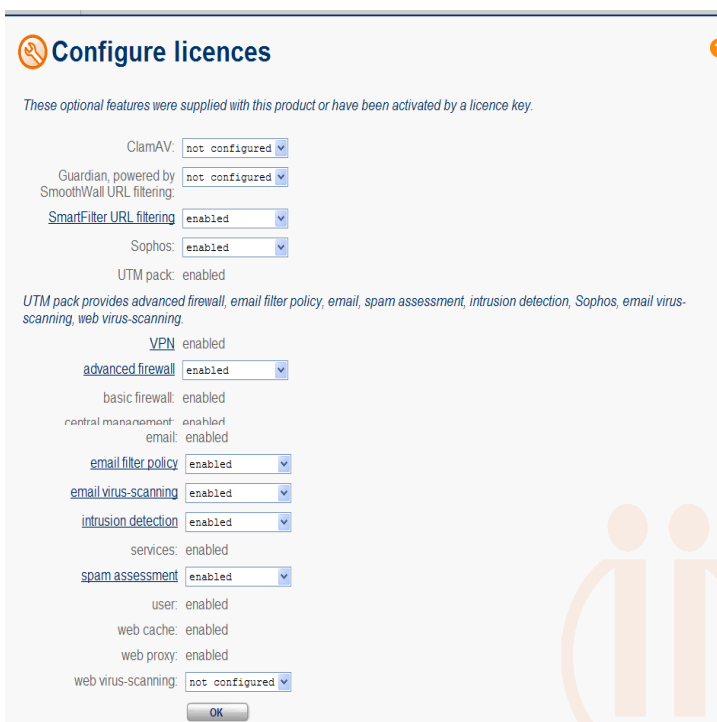 Configure licences
These optional features were supplied with this product or have been activated by a licence key.
ClamAV: not configured
Guardian, powered by not configured
SmoothWall URL filtering:
SmartFilter URL filtering enabled
Sophos: enabled
UTM pack: enabled
UTM pack provides advanced firewall, email filter policy, email, spam assessment, intrusion detection, Sophos, email virus-
scanning, web virus-scanning.
VPN enabled
advanced firewall enabled
basic firewall: enabled
central management: enabled
email: enabled
email filter policy enabled
email virus-scanning enabled
intrusion detection enabled
services: enabled
spam assessment enabled
user: enabled
web cache: enabled
web proxy: enabled
web virus-scanning: not configured
OK